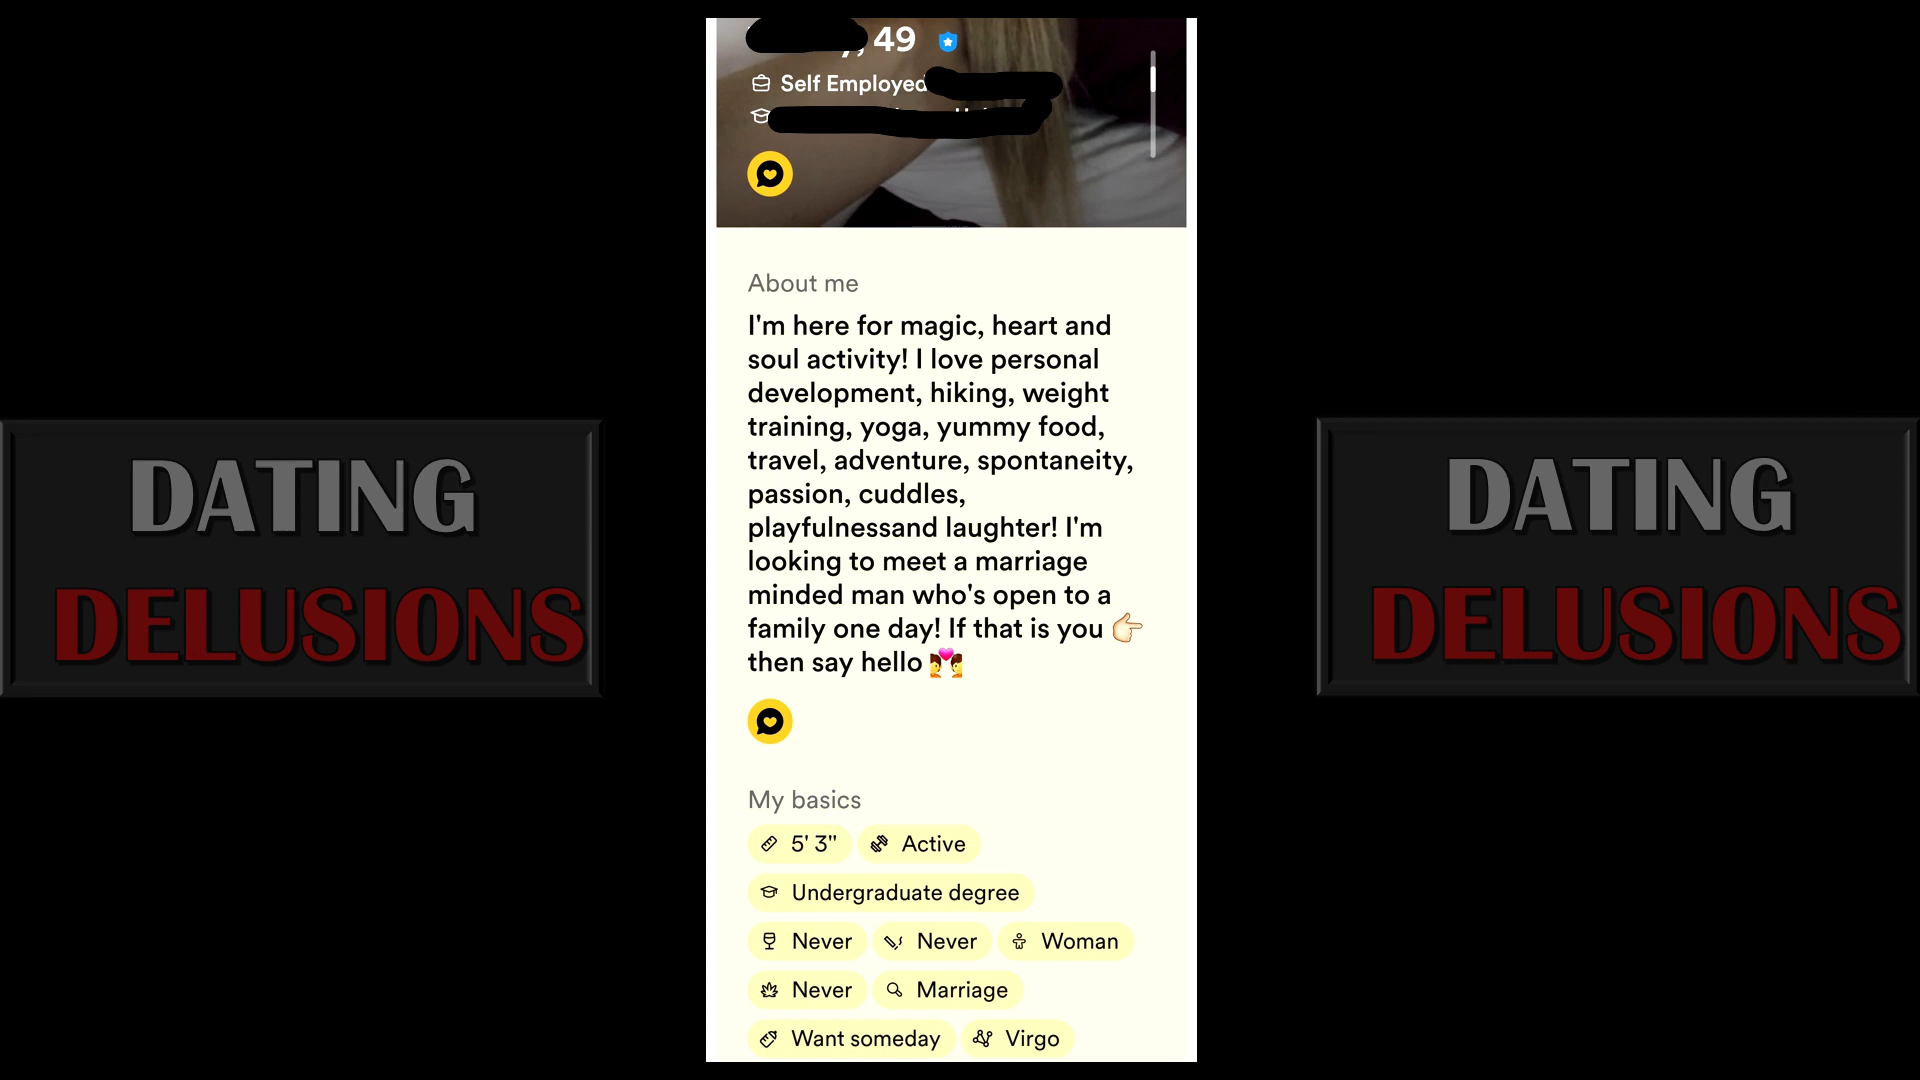 , 49
Self Employed
About me
I'm here for magic, heart and
soul activity! I love personal
development, hiking, weight
training, yoga, yummy food,
travel, adventure, spontaneity,
passion, cuddles,
playfulnessand laughter! I'm
looking to meet a marriage
minded man who's open to a
family one day! If that is you 👉🏻
then say hello 💏
My basics
5' 3" Active
Undergraduate degree
Never Never Woman
Never Marriage
Want someday Virgo
DATING
DELUSIONS
DATING
DELUSIONS